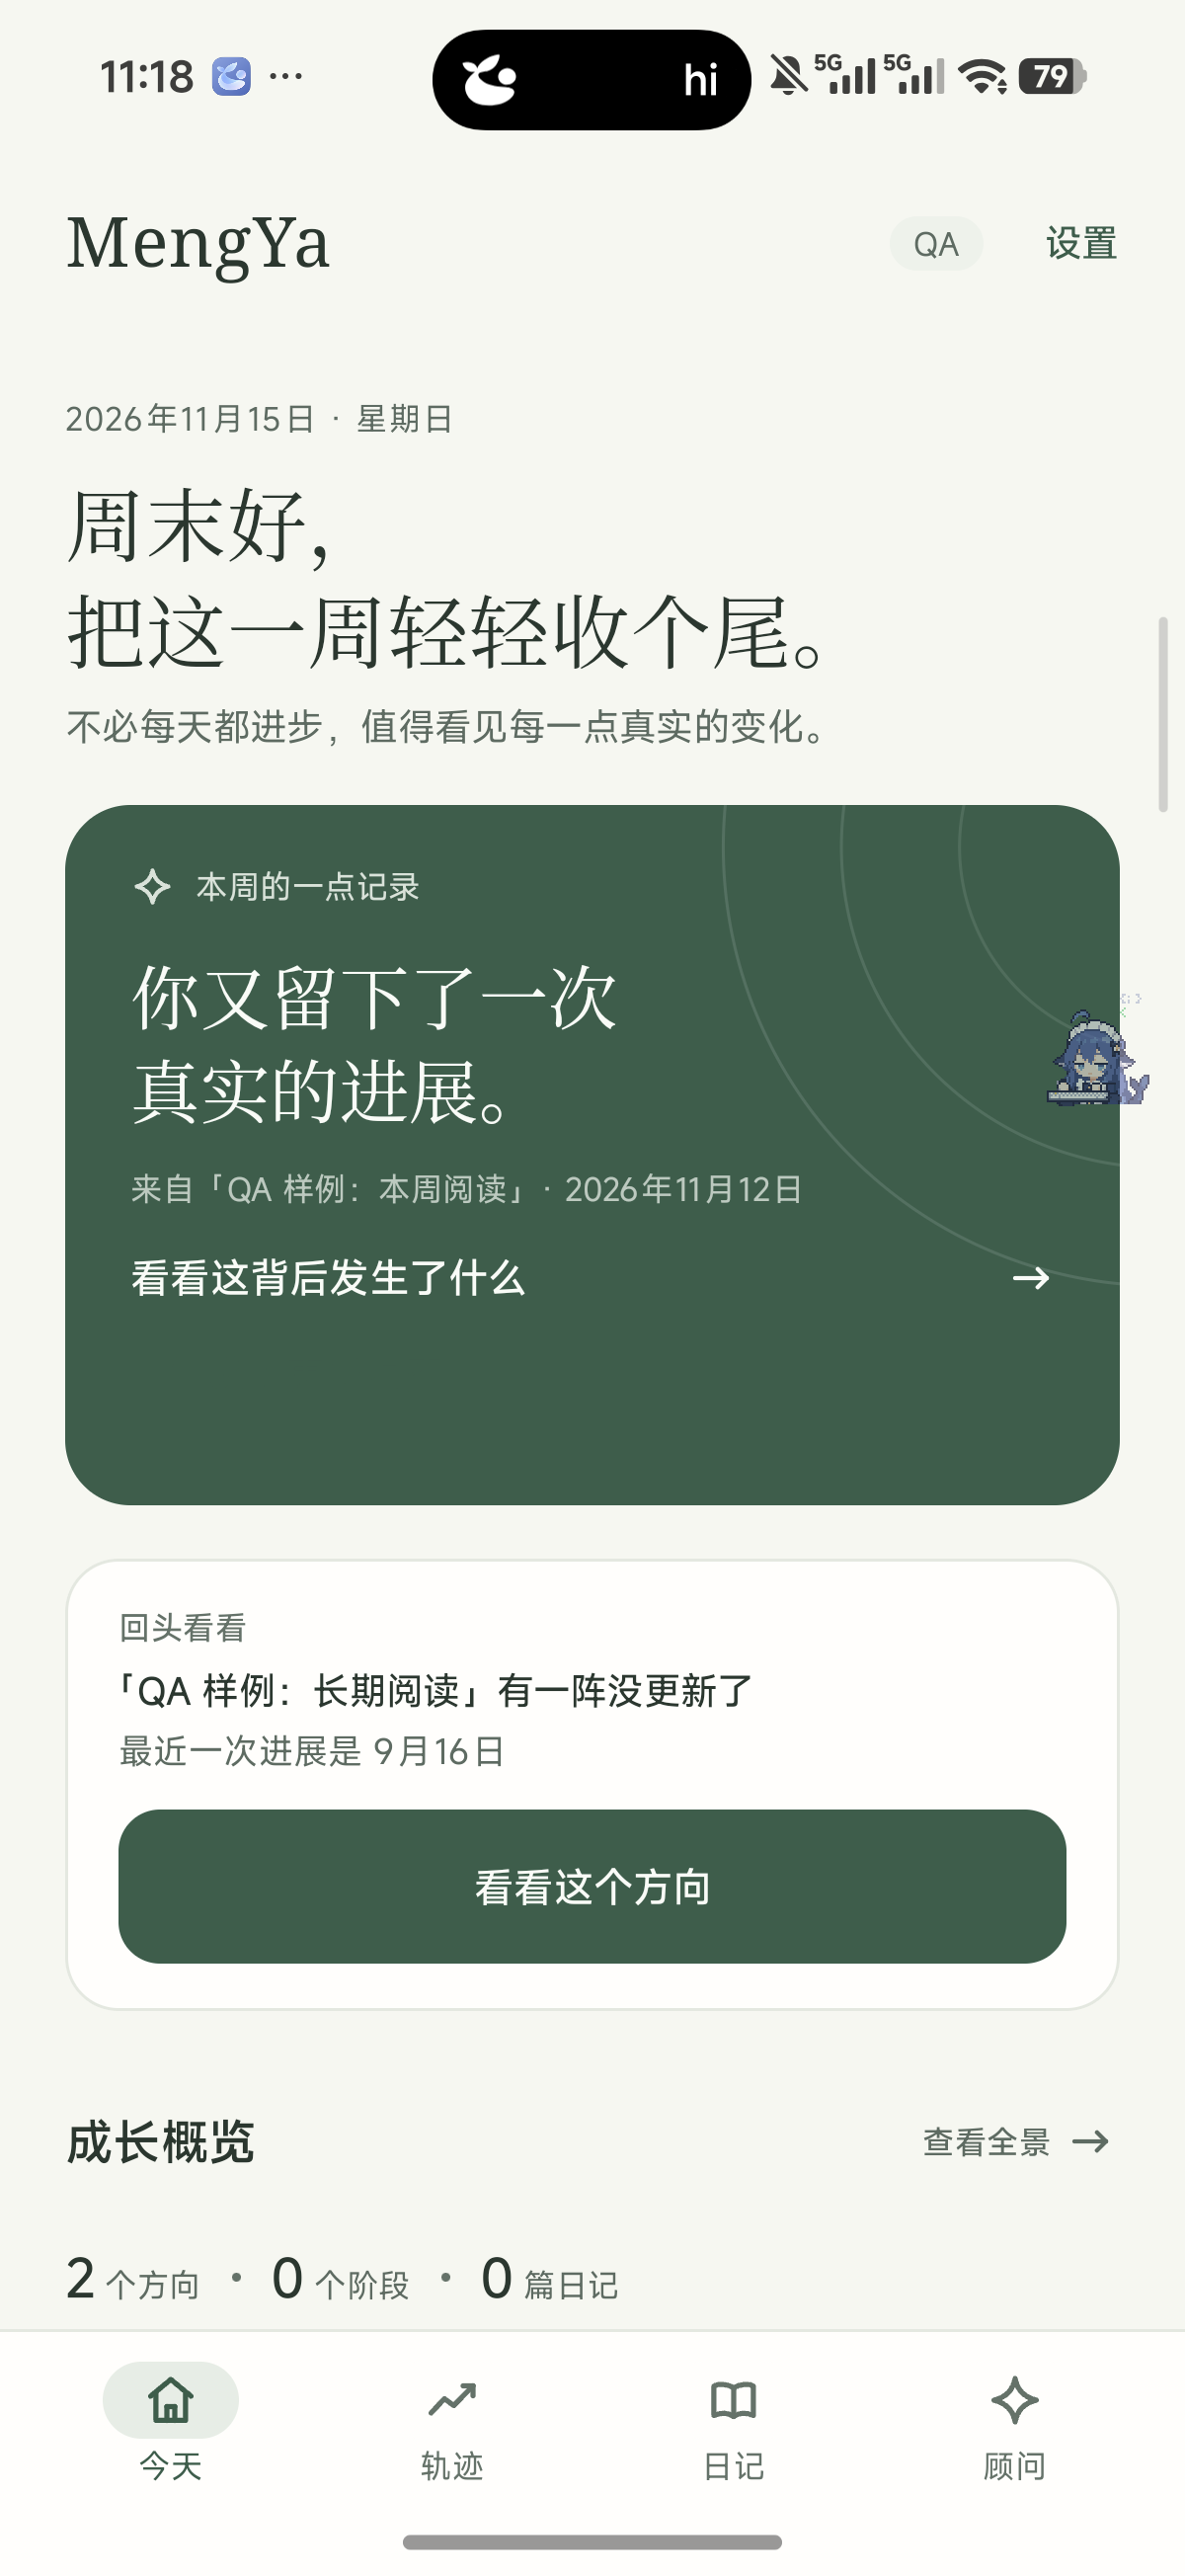 11:18
hi
5G
5G
79
MengYa
QA
设置
2026年11月15日 · 星期日
周末好，
把这一周轻轻收个尾。
不必每天都进步，值得看见每一点真实的变化。
本周的一点记录
你又留下了一次
真实的进展。
来自「QA 样例：本周阅读」· 2026年11月12日
看看这背后发生了什么
回头看看
「QA 样例：长期阅读」有一阵没更新了
最近一次进展是 9月16日
看看这个方向
成长概览
查看全景
2 个方向 · 0 个阶段 · 0 篇日记
今天
轨迹
日记
顾问